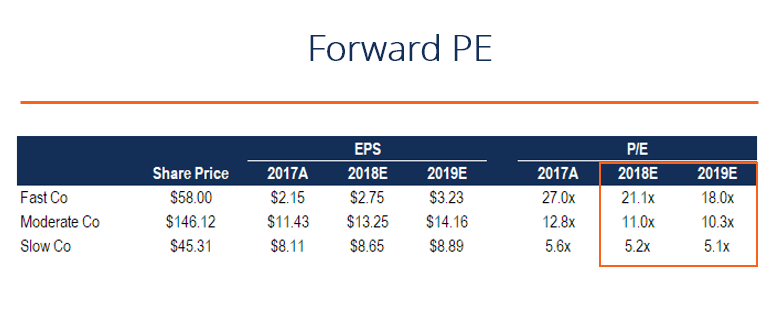 Forward PE
EPS P/E
Share Price 2017A 2018E 2019E 2017A 2018E 2019E
Fast Co $58.00 $2.15 $2.75 $3.23 27.0x 21.1x 18.0x
Moderate Co $146.12 $11.43 $13.25 $14.16 12.8x 11.0x 10.3x
Slow Co $45.31 $8.11 $8.65 $8.89 5.6x 5.2x 5.1x